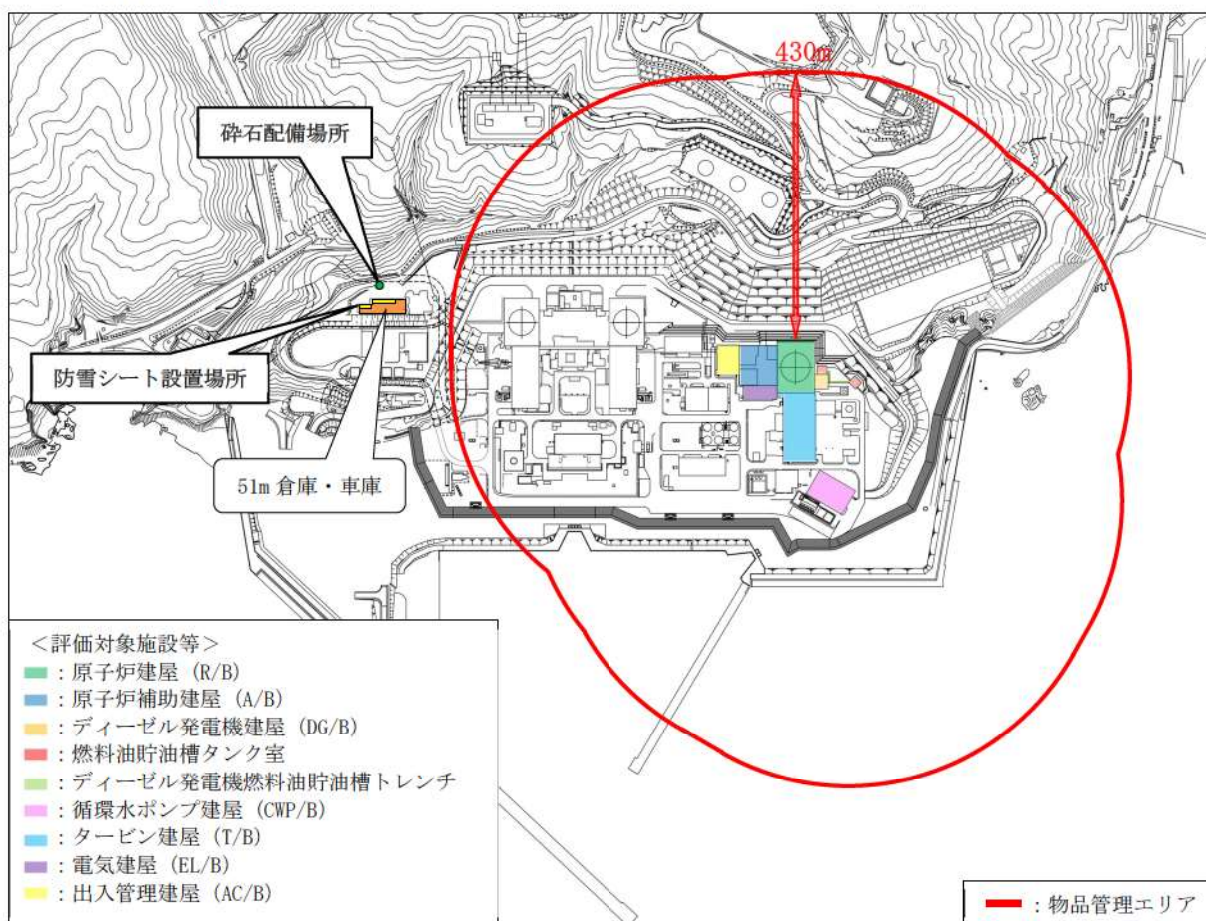 430m
砕石配備場所
防雪シート設置場所
51m 倉庫・車庫
＜評価対象施設等＞
：原子炉建屋 (R/B)
：原子炉補助建屋 (A/B)
：ディーゼル発電機建屋 (DG/B)
：燃料油貯油槽タンク室
：ディーゼル発電機燃料油貯油槽トレンチ
：循環水ポンプ建屋 (CWP/B)
：タービン建屋 (T/B)
：電気建屋 (EL/B)
：出入管理建屋 (AC/B)
：物品管理エリア